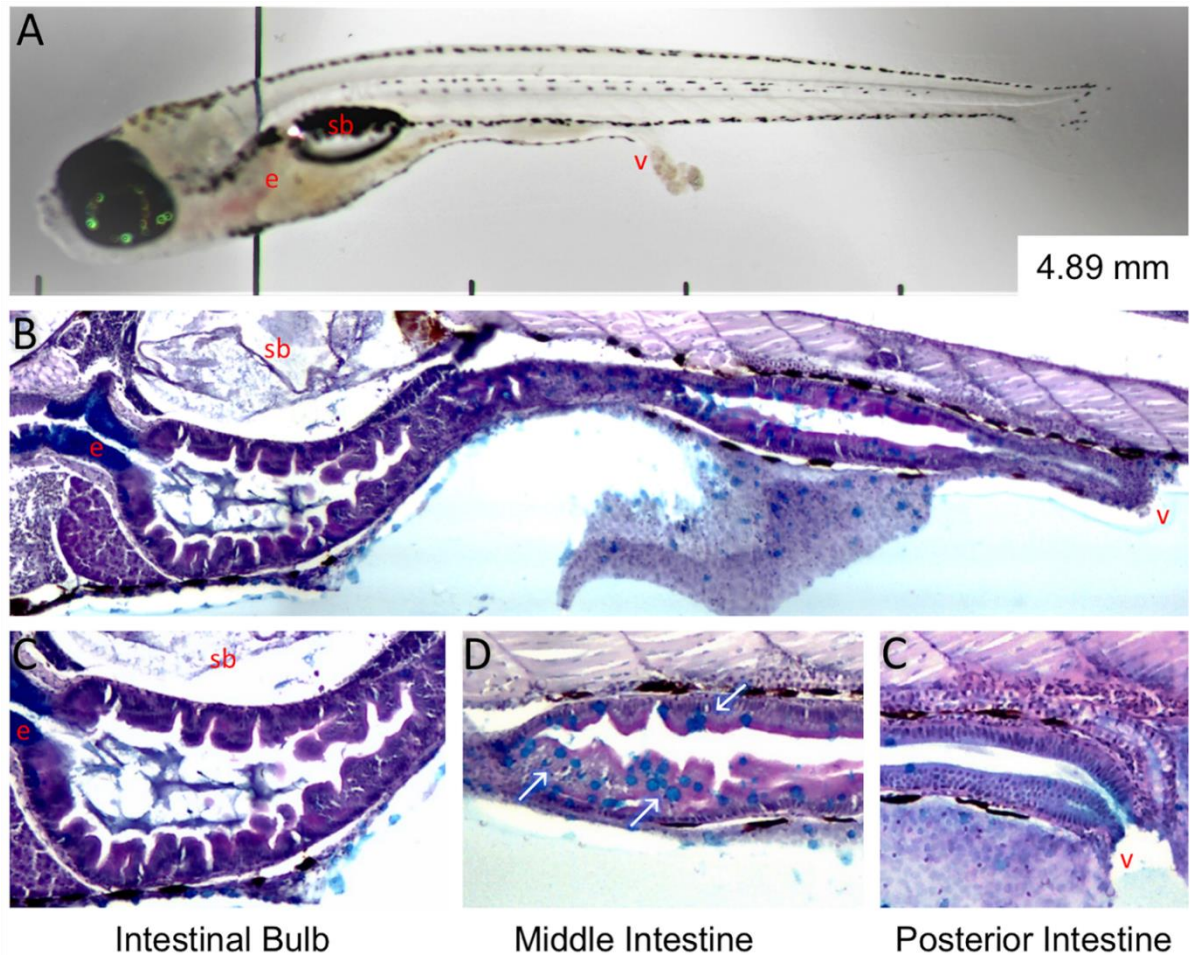 A
sb
e
v
4.89 mm
B
sb
e
v
C
sb
e
D
C
v
Intestinal Bulb
Middle Intestine
Posterior Intestine